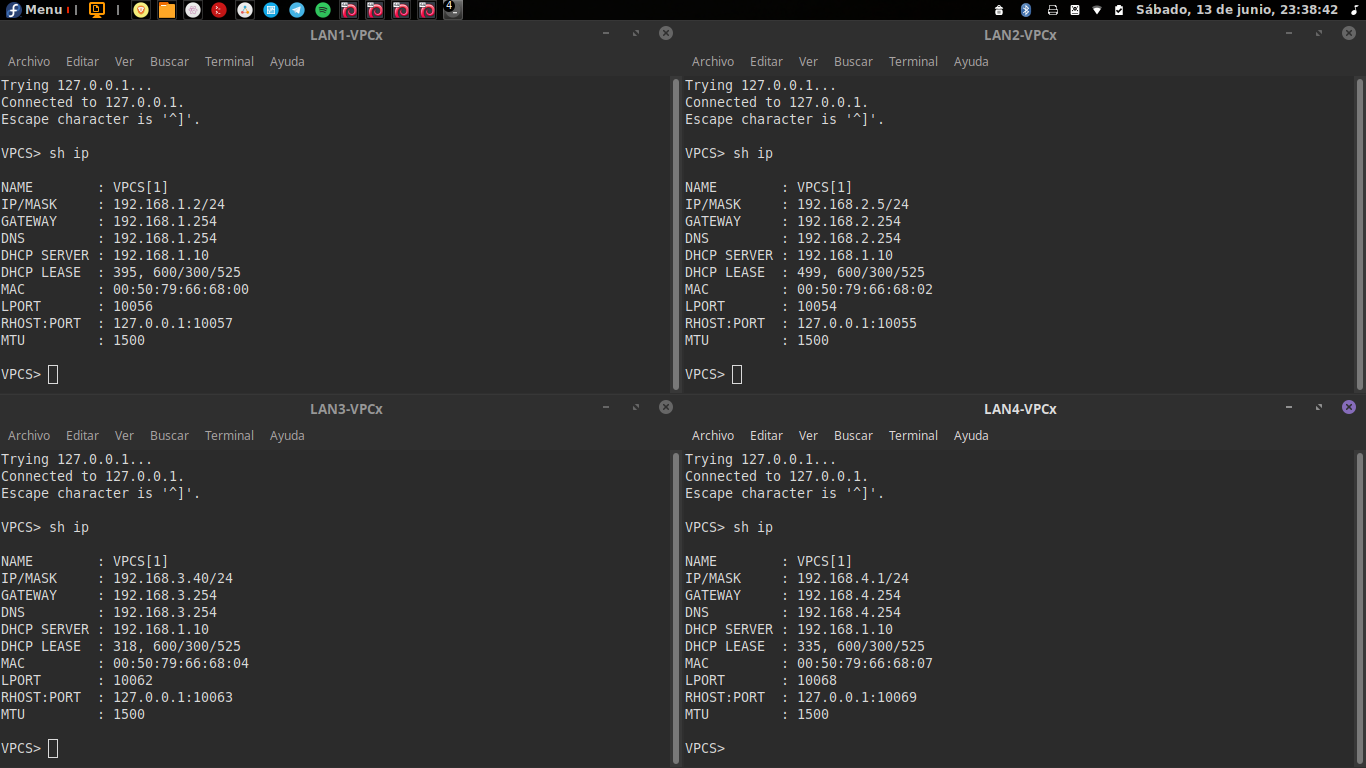 Menu
4
Sábado, 13 de junio, 23:38:42
LAN1-VPCx
Archivo Editar Ver Buscar Terminal Ayuda
Trying 127.0.0.1...
Connected to 127.0.0.1.
Escape character is '^]'.
VPCS> sh ip
NAME : VPCS[1]
IP/MASK : 192.168.1.2/24
GATEWAY : 192.168.1.254
DNS : 192.168.1.254
DHCP SERVER : 192.168.1.10
DHCP LEASE : 395, 600/300/525
MAC : 00:50:79:66:68:00
LPORT : 10056
RHOST:PORT : 127.0.0.1:10057
MTU : 1500
VPCS>
LAN2-VPCx
Archivo Editar Ver Buscar Terminal Ayuda
Trying 127.0.0.1...
Connected to 127.0.0.1.
Escape character is '^]'.
VPCS> sh ip
NAME : VPCS[1]
IP/MASK : 192.168.2.5/24
GATEWAY : 192.168.2.254
DNS : 192.168.2.254
DHCP SERVER : 192.168.1.10
DHCP LEASE : 499, 600/300/525
MAC : 00:50:79:66:68:02
LPORT : 10054
RHOST:PORT : 127.0.0.1:10055
MTU : 1500
VPCS>
LAN3-VPCx
Archivo Editar Ver Buscar Terminal Ayuda
Trying 127.0.0.1...
Connected to 127.0.0.1.
Escape character is '^]'.
VPCS> sh ip
NAME : VPCS[1]
IP/MASK : 192.168.3.40/24
GATEWAY : 192.168.3.254
DNS : 192.168.3.254
DHCP SERVER : 192.168.1.10
DHCP LEASE : 318, 600/300/525
MAC : 00:50:79:66:68:04
LPORT : 10062
RHOST:PORT : 127.0.0.1:10063
MTU : 1500
VPCS>
LAN4-VPCx
Archivo Editar Ver Buscar Terminal Ayuda
Trying 127.0.0.1...
Connected to 127.0.0.1.
Escape character is '^]'.
VPCS> sh ip
NAME : VPCS[1]
IP/MASK : 192.168.4.1/24
GATEWAY : 192.168.4.254
DNS : 192.168.4.254
DHCP SERVER : 192.168.1.10
DHCP LEASE : 335, 600/300/525
MAC : 00:50:79:66:68:07
LPORT : 10068
RHOST:PORT : 127.0.0.1:10069
MTU : 1500
VPCS>